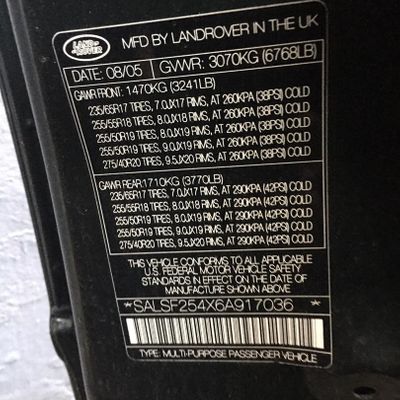 LAND ROVER
MFD BY LANDROVER IN THE UK
DATE: 08/05 GVWR: 3070KG (6768LB)
GAWR FRONT: 1470KG (3241LB)
235/65R17 TIRES, 7.0JX17 RIMS, AT 260KPA (38PSI) COLD
255/55R18 TIRES, 8.0JX18 RIMS, AT 260KPA (38PSI) COLD
255/50R19 TIRES, 8.0JX19 RIMS, AT 260KPA (38PSI) COLD
255/50R19 TIRES, 9.0JX19 RIMS, AT 260KPA (38PSI) COLD
275/40R20 TIRES, 9.5JX20 RIMS, AT 260KPA (38PSI) COLD
GAWR REAR: 1710KG (3770LB)
235/65R17 TIRES, 7.0JX17 RIMS, AT 290KPA (42PSI) COLD
255/55R18 TIRES, 8.0JX18 RIMS, AT 290KPA (42PSI) COLD
255/50R19 TIRES, 8.0JX19 RIMS, AT 290KPA (42PSI) COLD
255/50R19 TIRES, 9.0JX19 RIMS, AT 290KPA (42PSI) COLD
275/40R20 TIRES, 9.5JX20 RIMS, AT 290KPA (42PSI) COLD
THIS VEHICLE CONFORMS TO ALL APPLICABLE
U.S. FEDERAL MOTOR VEHICLE SAFETY
STANDARDS IN EFFECT ON THE DATE OF
MANUFACTURE SHOWN ABOVE
*SALSF254X6A917036*
TYPE: MULTI-PURPOSE PASSENGER VEHICLE